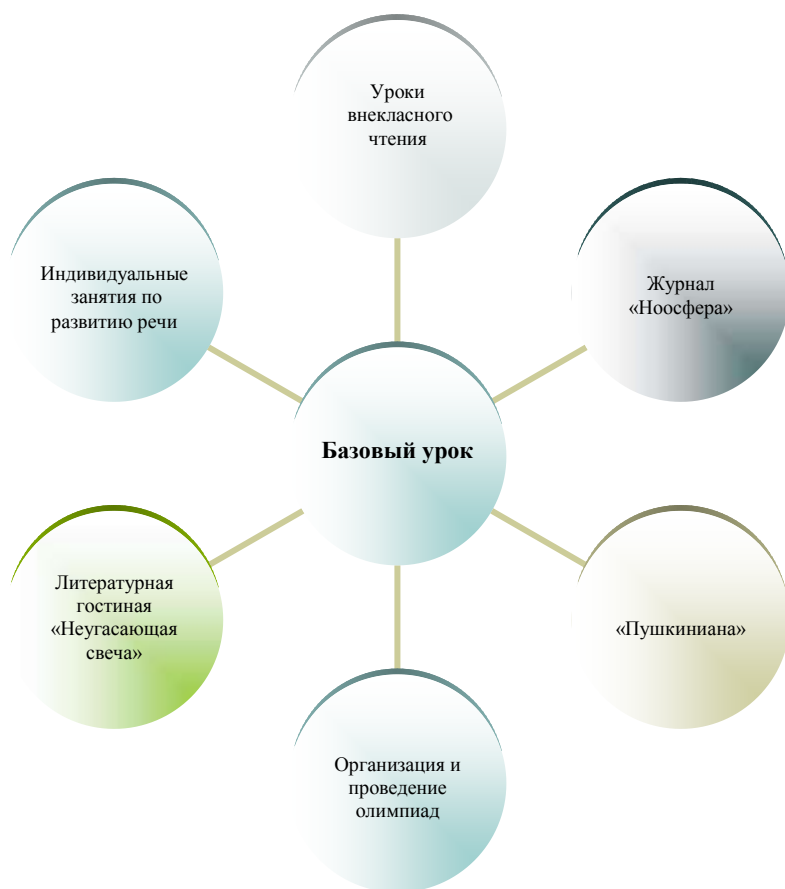 Уроки
внекласного
чтения
Индивидуальные
занятия по
развитию речи
Журнал
«Ноосфера»
Базовый урок
Литературная
гостиная
«Неугасающая
свеча»
«Пушкиниана»
Организация и
проведение
олимпиад